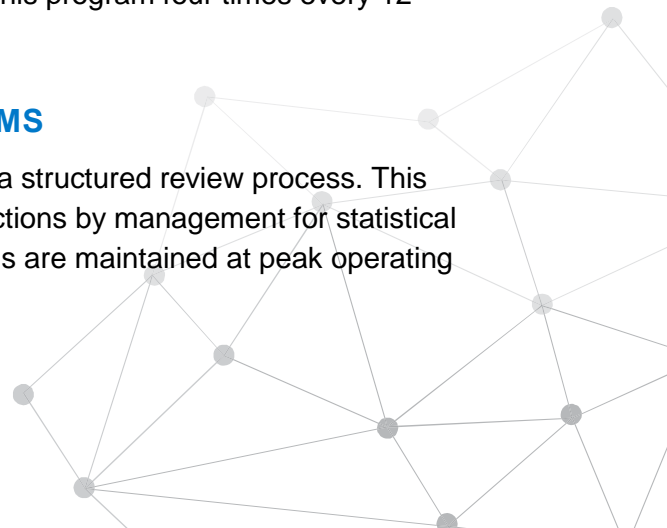 this program four times every 12
MS
a structured review process. This
ctions by management for statistical
s are maintained at peak operating